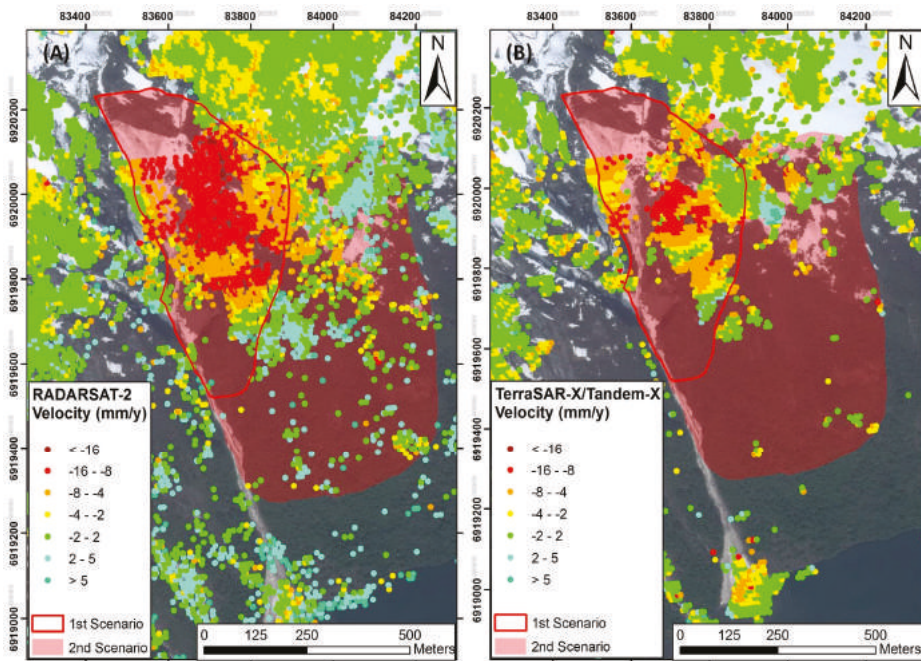 83400 83600 83800 84000 84200
(A)
N
6920200
6920000
6919800
6919600
6919400
6919200
6919000
RADARSAT-2
Velocity (mm/y)
< -16
-16 - -8
-8 - -4
-4 - -2
-2 - 2
2 - 5
> 5
1st Scenario
2nd Scenario
0 125 250 500
Meters
83400 83600 83800 84000 84200
(B)
N
6920200
6920000
6919800
6919600
6919400
6919200
6919000
TerraSAR-X/Tandem-X
Velocity (mm/y)
< -16
-16 - -8
-8 - -4
-4 - -2
-2 - 2
2 - 5
> 5
1st Scenario
2nd Scenario
0 125 250 500
Meters